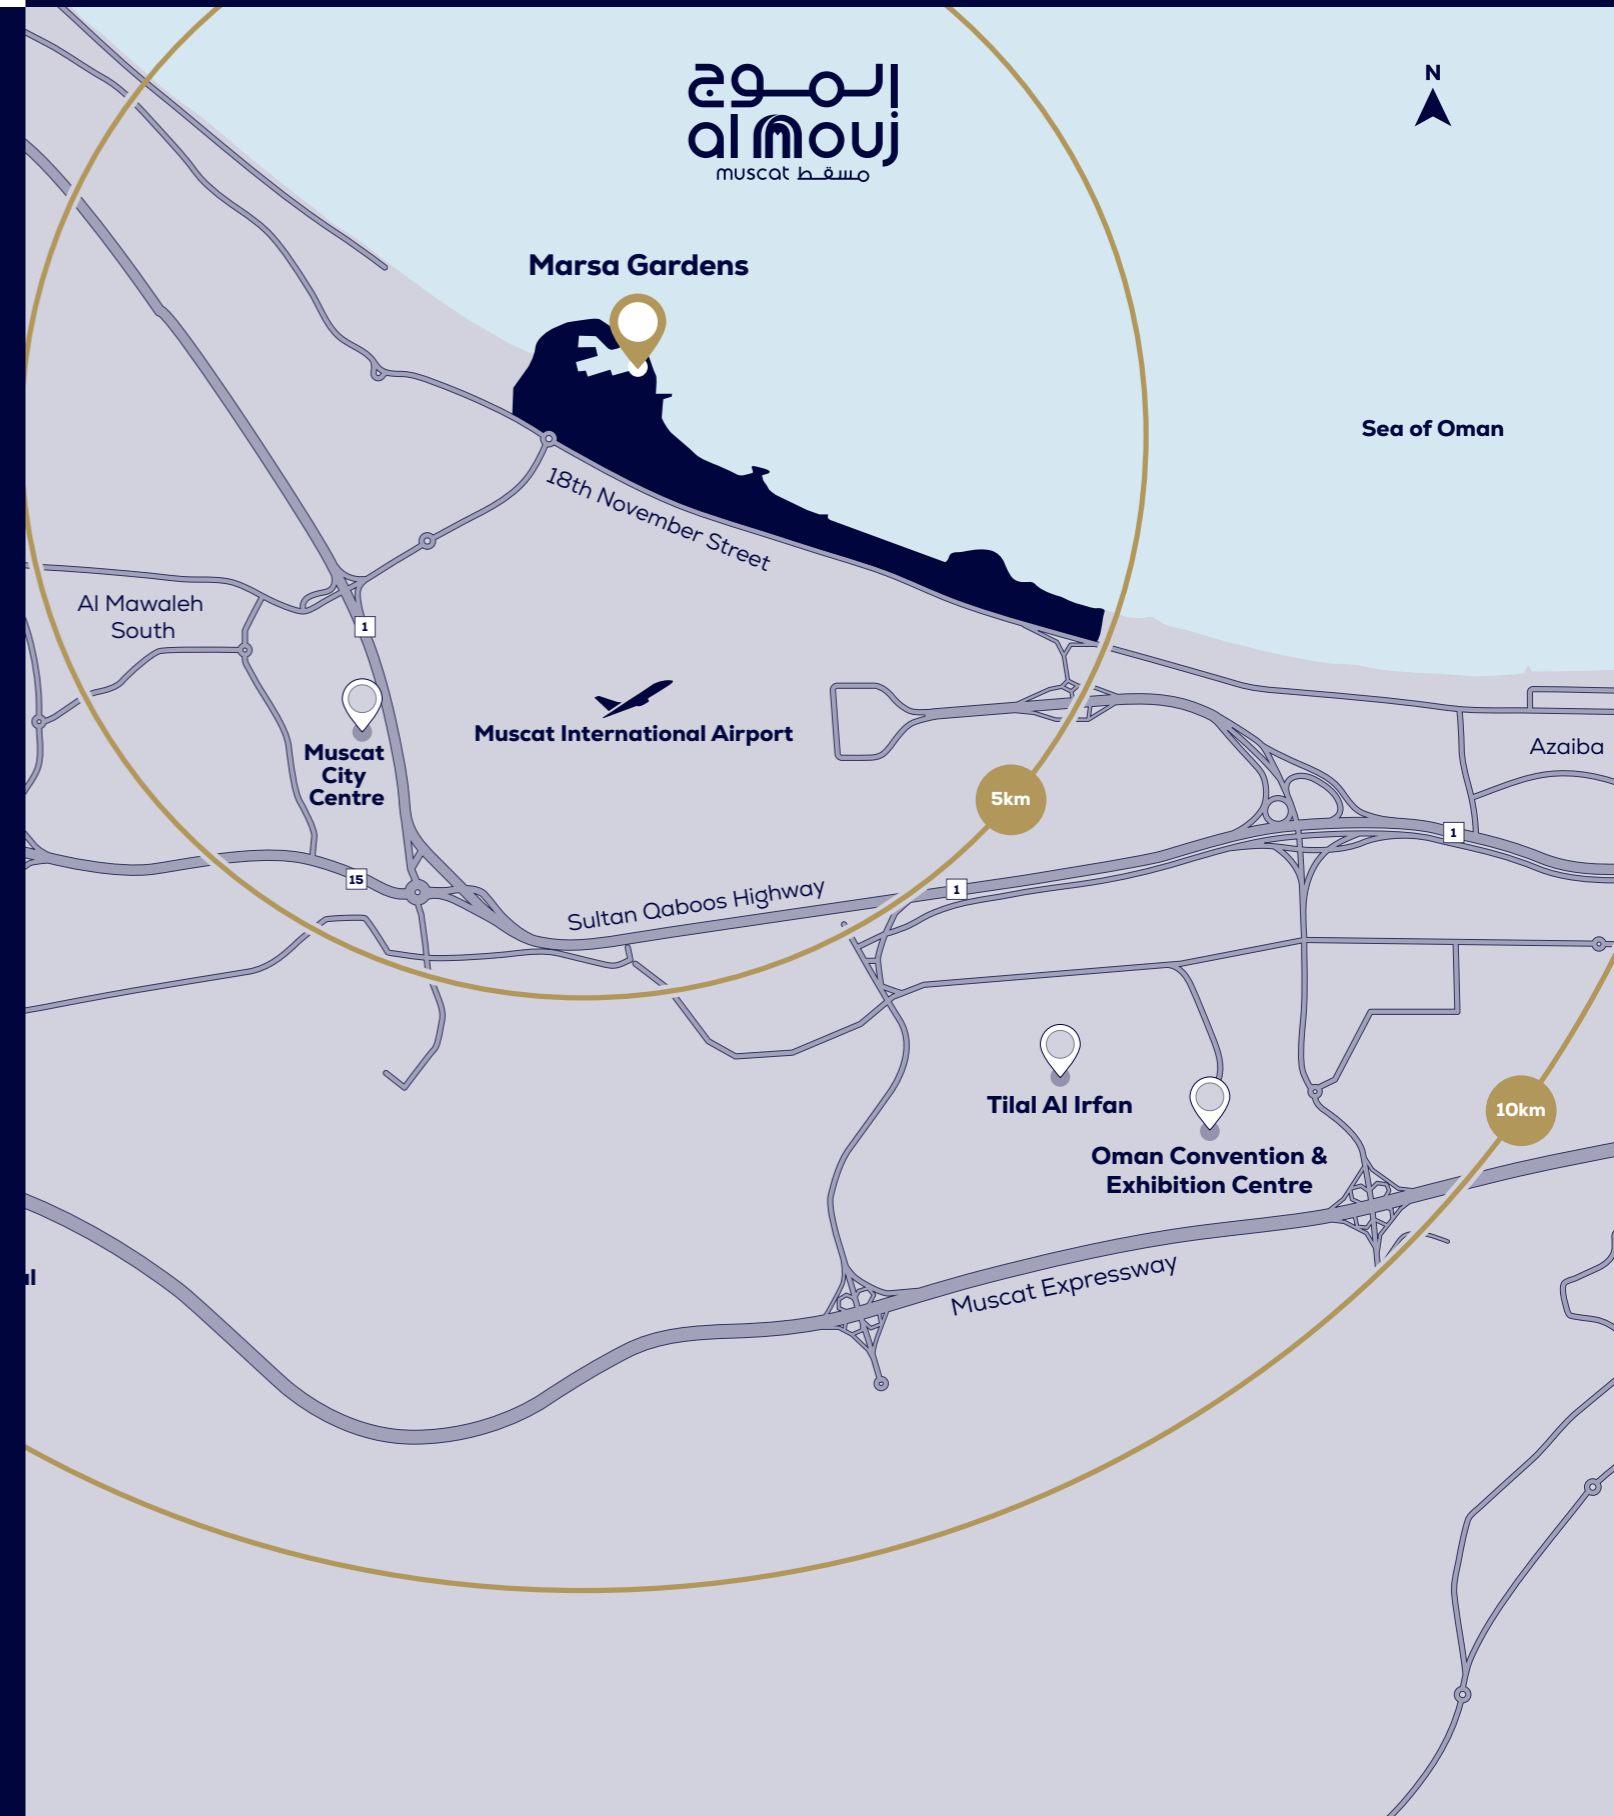 الـمـوج
N
al mouj
muscat مسقـط
Marsa Gardens
Sea of Oman
18th November Street
Al Mawaleh
South
1
Muscat International Airport
Azaiba
Muscat
City
Centre
5km
1
15
1
Sultan Qaboos Highway
Tilal Al Irfan
10km
Oman Convention &
Exhibition Centre
Muscat Expressway